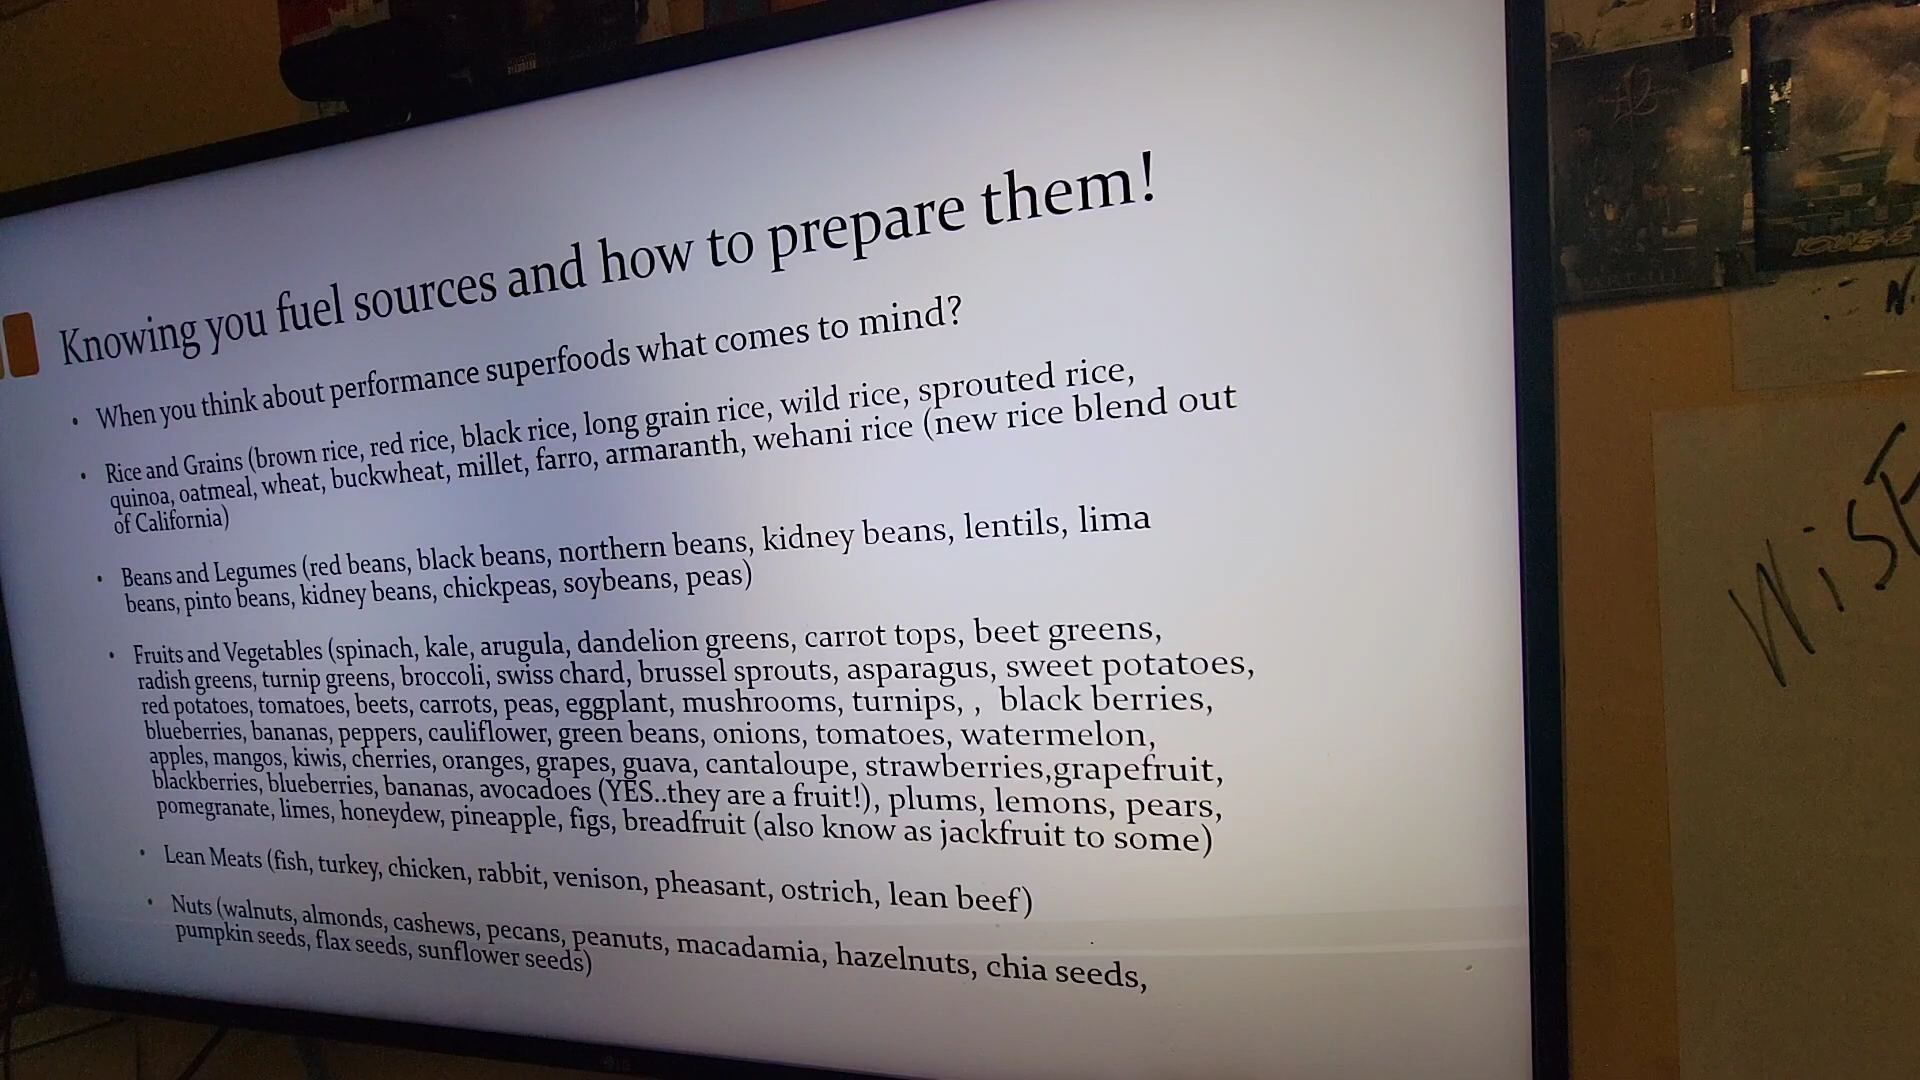 Knowing you fuel sources and how to prepare them!
• When you think about performance superfoods what comes to mind?
• Rice and Grains (brown rice, red rice, black rice, long grain rice, wild rice, sprouted rice,
quinoa, oatmeal, wheat, buckwheat, millet, farro, armaranth, wehani rice (new rice blend out
of California)
• Beans and Legumes (red beans, black beans, northern beans, kidney beans, lentils, lima
beans, pinto beans, kidney beans, chickpeas, soybeans, peas)
• Fruits and Vegetables (spinach, kale, arugula, dandelion greens, carrot tops, beet greens,
radish greens, turnip greens, broccoli, swiss chard, brussel sprouts, asparagus, sweet potatoes,
red potatoes, tomatoes, beets, carrots, peas, eggplant, mushrooms, turnips, , black berries,
blueberries, bananas, peppers, cauliflower, green beans, onions, tomatoes, watermelon,
apples, mangos, kiwis, cherries, oranges, grapes, guava, cantaloupe, strawberries,grapefruit,
blackberries, blueberries, bananas, avocadoes (YES..they are a fruit!), plums, lemons, pears,
pomegranate, limes, honeydew, pineapple, figs, breadfruit (also know as jackfruit to some)
• Lean Meats (fish, turkey, chicken, rabbit, venison, pheasant, ostrich, lean beef)
• Nuts (walnuts, almonds, cashews, pecans, peanuts, macadamia, hazelnuts, chia seeds,
pumpkin seeds, flax seeds, sunflower seeds)